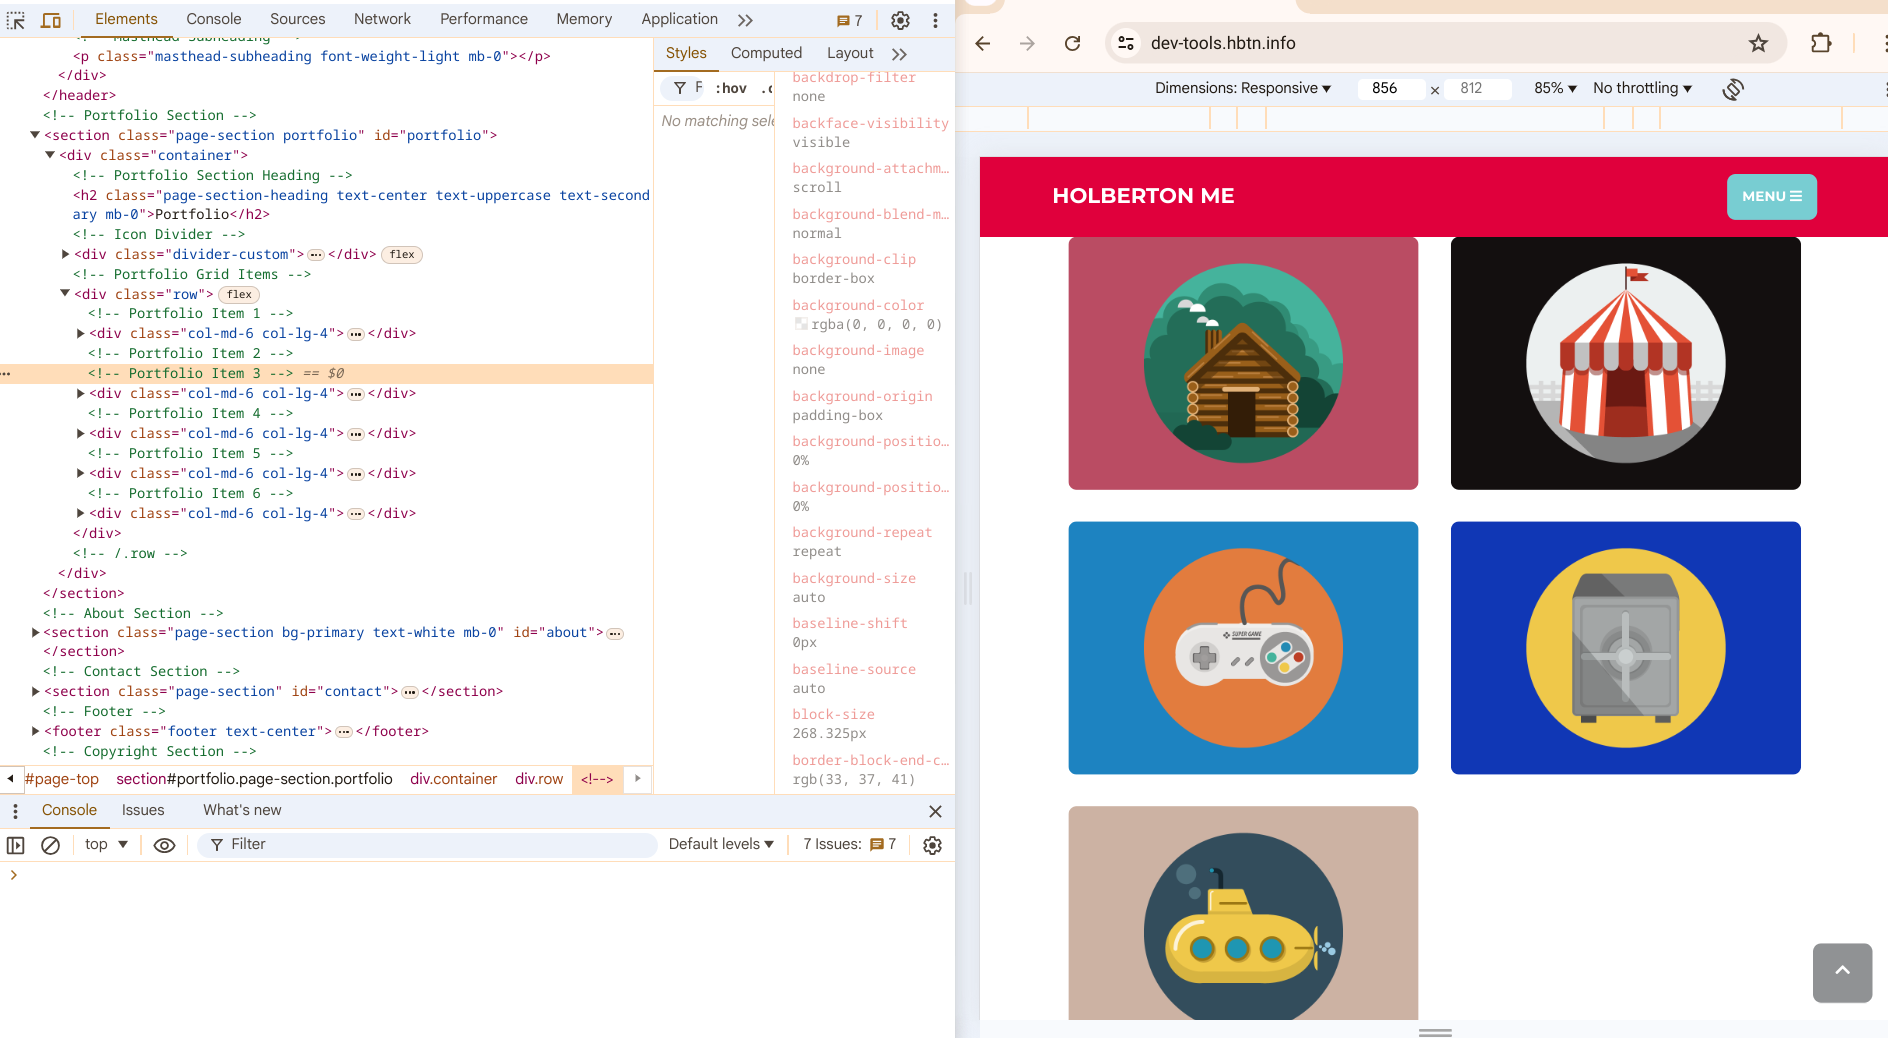 Elements Console Sources Network Performance Memory Application 7
<p class="masthead-subheading font-weight-light mb-0"></p>
</div>
</header>
<!-- Portfolio Section -->
<section class="page-section portfolio" id="portfolio">
<div class="container">
<!-- Portfolio Section Heading -->
<h2 class="page-section-heading text-center text-uppercase text-second
ary mb-0">Portfolio</h2>
<!-- Icon Divider -->
<div class="divider-custom"> </div> flex
<!-- Portfolio Grid Items -->
<div class="row"> flex
<!-- Portfolio Item 1 -->
<div class="col-md-6 col-lg-4"> </div>
<!-- Portfolio Item 2 -->
<!-- Portfolio Item 3 --> == $0
<div class="col-md-6 col-lg-4"> </div>
<!-- Portfolio Item 4 -->
<div class="col-md-6 col-lg-4"> </div>
<!-- Portfolio Item 5 -->
<div class="col-md-6 col-lg-4"> </div>
<!-- Portfolio Item 6 -->
<div class="col-md-6 col-lg-4"> </div>
</div>
<!-- /.row -->
</div>
</section>
<!-- About Section -->
<section class="page-section bg-primary text-white mb-0" id="about">
</section>
<!-- Contact Section -->
<section class="page-section" id="contact"> </section>
<!-- Footer -->
<footer class="footer text-center"> </footer>
<!-- Copyright Section -->
#page-top section#portfolio.page-section.portfolio div.container div.row <!-->
Styles Computed Layout
F :hov .c
No matching sele
backdrop-filter
none
backface-visibility
visible
background-attachm…
scroll
background-blend-m…
normal
background-clip
border-box
background-color
rgba(0, 0, 0, 0)
background-image
none
background-origin
padding-box
background-positio…
0%
background-positio…
0%
background-repeat
repeat
background-size
auto
baseline-shift
0px
baseline-source
auto
block-size
268.325px
border-block-end-c…
rgb(33, 37, 41)
Console Issues What's new
top Filter Default levels 7 Issues: 7
dev-tools.hbtn.info
Dimensions: Responsive 856 × 812 85% No throttling
HOLBERTON ME
MENU
SUPER GAME